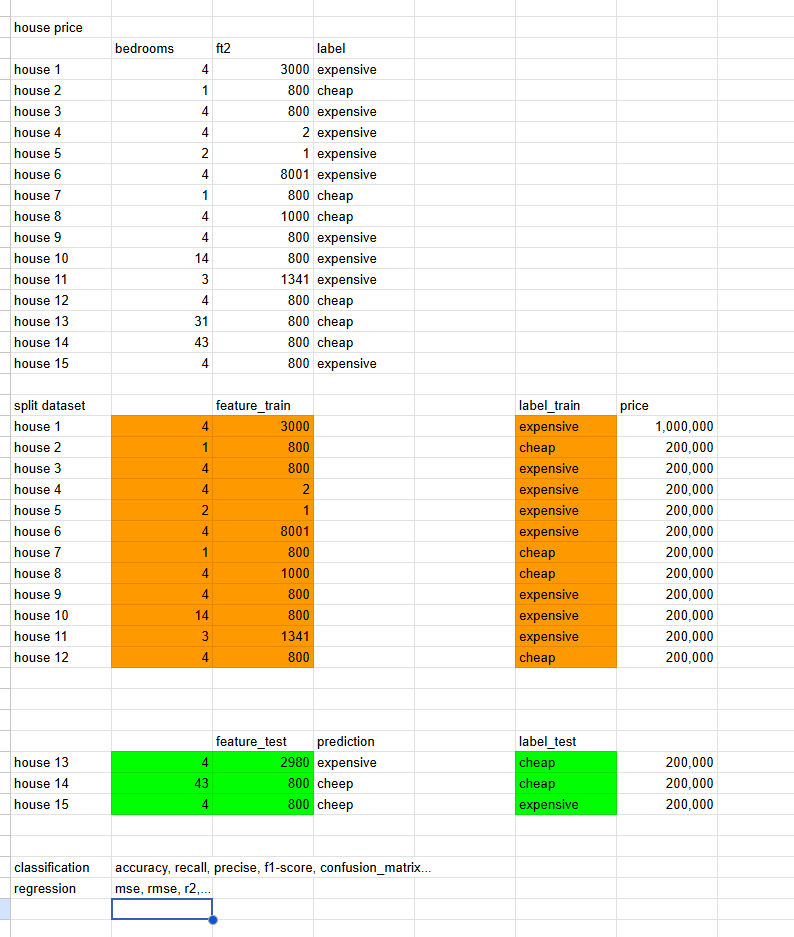 house price
bedrooms ft2 label
house 1 4 3000 expensive
house 2 1 800 cheap
house 3 4 800 expensive
house 4 4 2 expensive
house 5 2 1 expensive
house 6 4 8001 expensive
house 7 1 800 cheap
house 8 4 1000 cheap
house 9 4 800 expensive
house 10 14 800 expensive
house 11 3 1341 expensive
house 12 4 800 cheap
house 13 31 800 cheap
house 14 43 800 cheap
house 15 4 800 expensive
split dataset feature_train label_train price
house 1 4 3000 expensive 1,000,000
house 2 1 800 cheap 200,000
house 3 4 800 expensive 200,000
house 4 4 2 expensive 200,000
house 5 2 1 expensive 200,000
house 6 4 8001 expensive 200,000
house 7 1 800 cheap 200,000
house 8 4 1000 cheap 200,000
house 9 4 800 expensive 200,000
house 10 14 800 expensive 200,000
house 11 3 1341 expensive 200,000
house 12 4 800 cheap 200,000
feature_test prediction label_test
house 13 4 2980 expensive cheap 200,000
house 14 43 800 cheep cheap 200,000
house 15 4 800 cheep expensive 200,000
classification accuracy, recall, precise, f1-score, confusion_matrix...
regression mse, rmse, r2,...